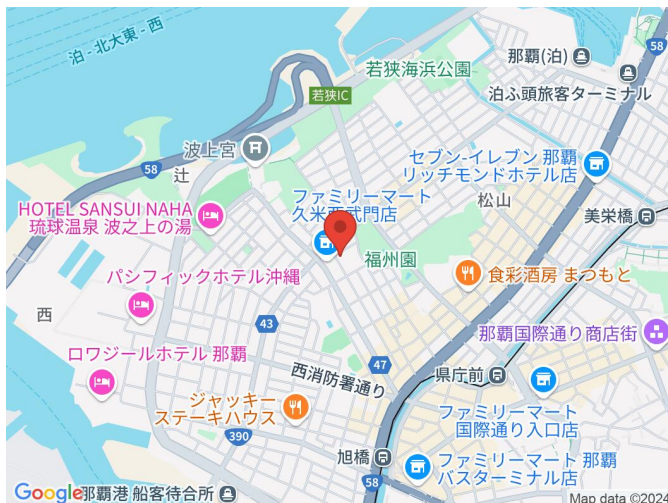 58
那覇(泊)
泊-北大東-西
若狭海浜公園
泊ふ頭旅客ターミナル
若狭IC
波上宮
58
辻
セブン-イレブン 那覇
リッチモンドホテル店
58
ファミリーマート
久米西武門店
松山
HOTEL SANSUI NAHA
琉球温泉 波之上の湯
美栄橋
福州園
食彩酒房 まつもと
パシフィックホテル沖縄
西
43
那覇国際通り商店街
ロワジールホテル 那覇
47
西消防署通り
県庁前
ジャッキー
ステーキハウス
ファミリーマート
国際通り入口店
390
旭橋
ファミリーマート 那覇
バスターミナル店
58
Google
那覇港 船客待合所
Map data ©2024